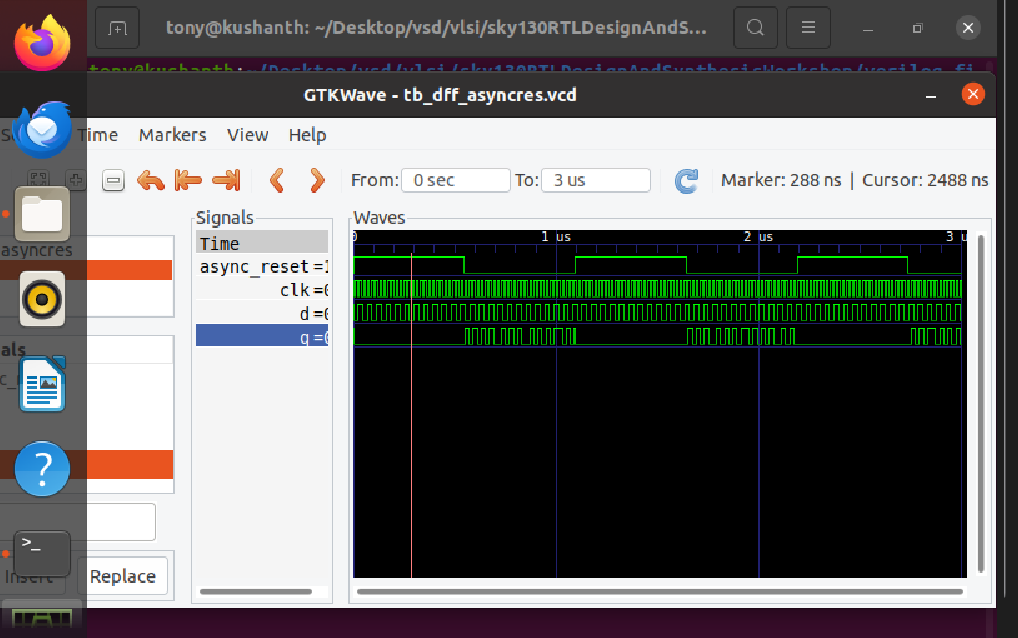 tony@kushanth: ~/Desktop/vsd/vlsi/sky130RTLDesignAndS...
tony@kushanth:~/Desktop/vsd/vlsi/sky130RTLDesignAndSynthesisWorkshop/verilog_fi
GTKWave - tb_dff_asyncres.vcd
Time Markers View Help
From: 0 sec To: 3 us Marker: 288 ns | Cursor: 2488 ns
Signals Waves
Time 0 1 us 2 us 3 u
async_reset =1
clk =0
d =0
q =0
asyncres
als
?
>_
Insert Replace